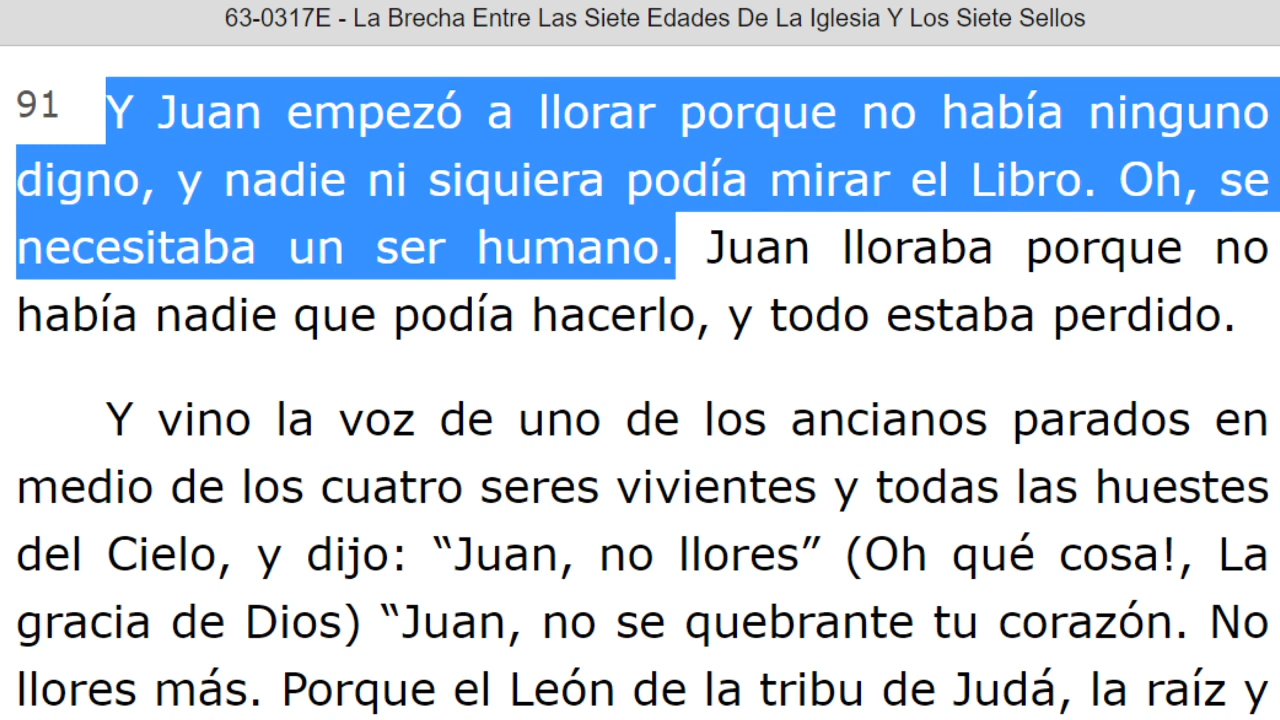 63-0317E - La Brecha Entre Las Siete Edades De La Iglesia Y Los Siete Sellos
91 Y Juan empezó a llorar porque no había ninguno
digno, y nadie ni siquiera podía mirar el Libro. Oh, se
necesitaba un ser humano. Juan lloraba porque no
había nadie que podía hacerlo, y todo estaba perdido.
Y vino la voz de uno de los ancianos parados en
medio de los cuatro seres vivientes y todas las huestes
del Cielo, y dijo: “Juan, no llores” (Oh qué cosa!, La
gracia de Dios) “Juan, no se quebrante tu corazón. No
llores más. Porque el León de la tribu de Judá, la raíz y